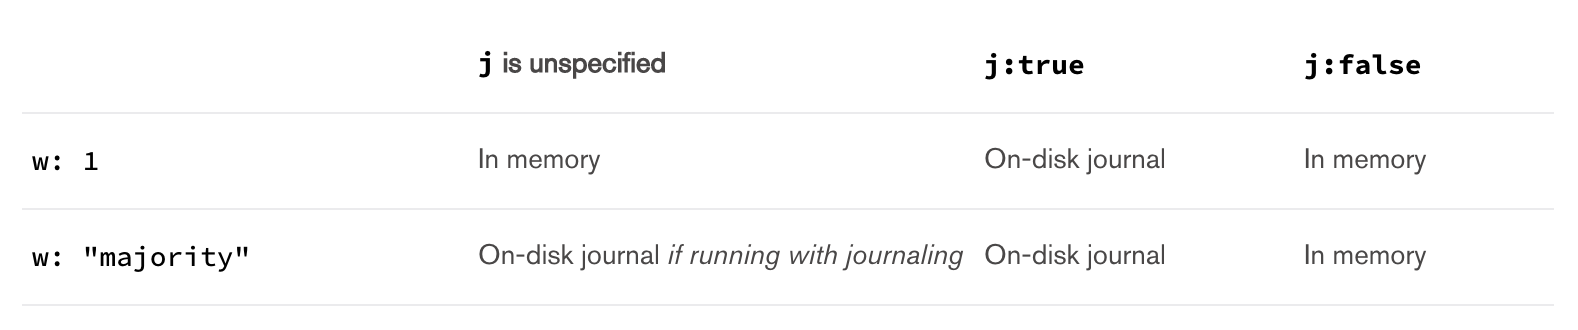 j is unspecified j:true j:false
w: 1 In memory On-disk journal In memory
w: "majority" On-disk journal if running with journaling On-disk journal In memory